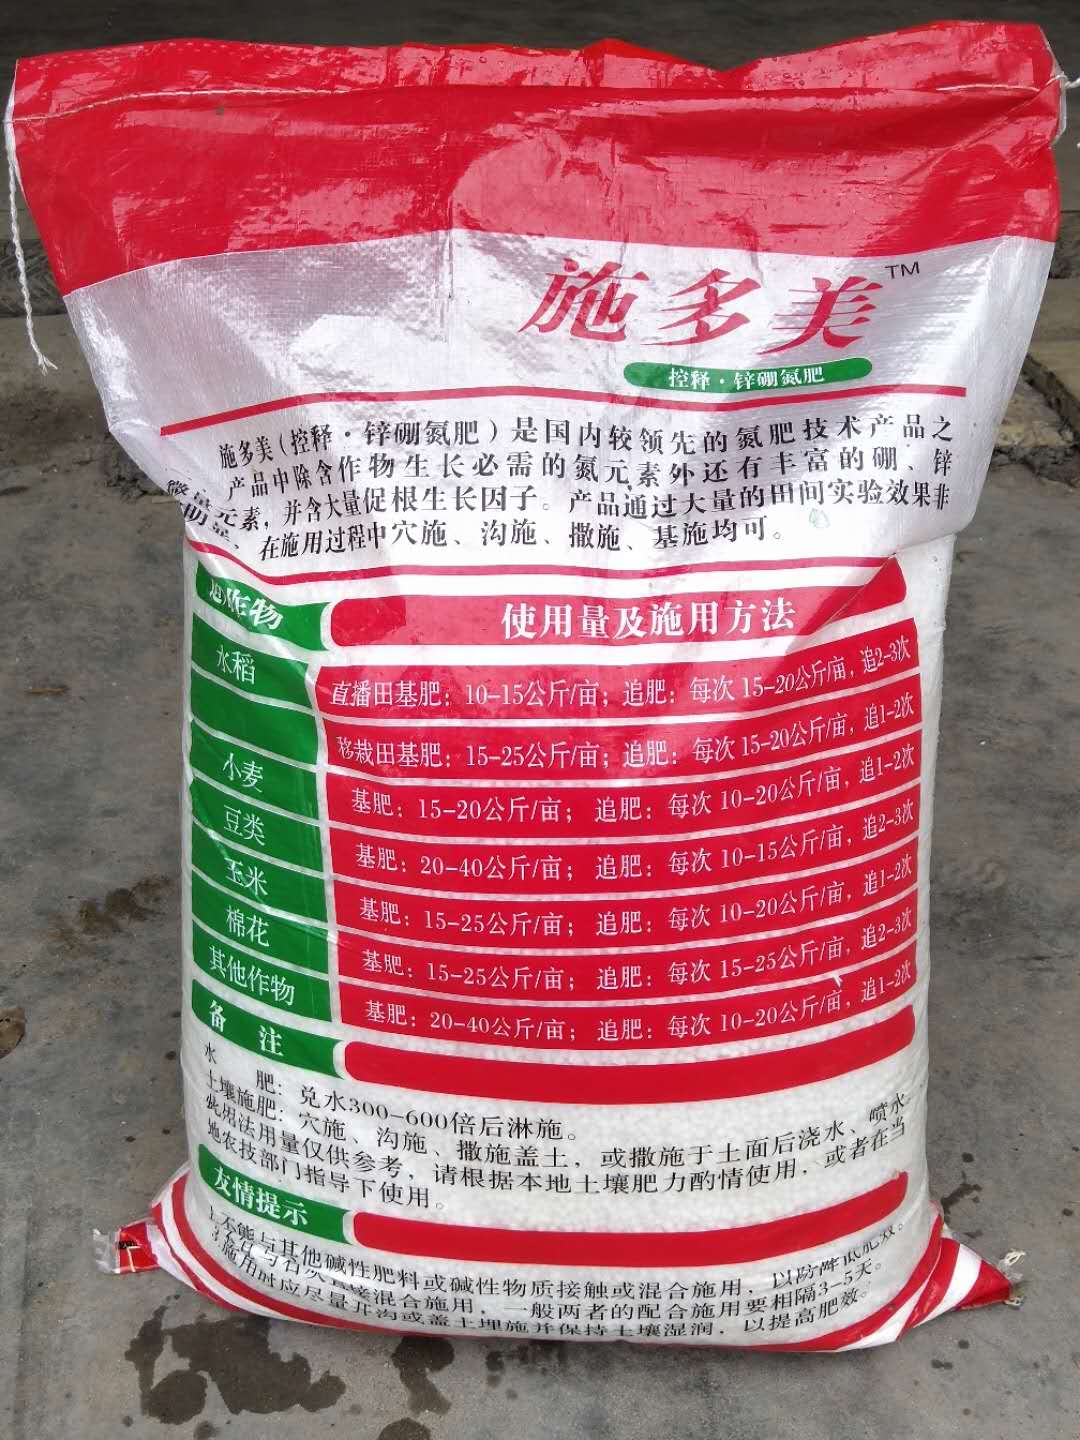 施多美™
控释·锌硼氮肥
施多美(控释·锌硼氮肥)是国内较领先的氮肥技术产品之
产品中除含作物生长必需的氮元素外还有丰富的硼、锌
微量元素,并含大量促根生长因子。产品通过大量的田间实验效果非
在施用过程中穴施、沟施、撒施、基施均可。
作物 使用量及施用方法
水稻 直播田基肥:10-15公斤/亩;追肥:每次15-20公斤/亩,追2-3次
移栽田基肥:15-25公斤/亩;追肥:每次15-20公斤/亩,追1-2次
小麦 基肥:15-20公斤/亩;追肥:每次10-20公斤/亩,追1-2次
豆类 基肥:20-40公斤/亩;追肥:每次10-15公斤/亩,追2-3次
玉米 基肥:15-25公斤/亩;追肥:每次10-20公斤/亩,追1-2次
棉花 基肥:15-25公斤/亩;追肥:每次15-25公斤/亩,追2-3次
其他作物 基肥:20-40公斤/亩;追肥:每次10-20公斤/亩,追1-2次
备 注
水 肥:兑水300-600倍后淋施。
土壤施肥:穴施、沟施、撒施盖土,或撒施于土面后浇水、喷水。
此用法用量仅供参考,请根据本地土壤肥力酌情使用,或者在当
地农技部门指导下使用。
友情提示
1不能与其他碱性肥料或碱性物质接触或混合施用,以防降低肥效。
接混合施用,一般两者的配合施用要相隔3-5天。
3施用时应尽量开沟或盖土埋施并保持土壤湿润,以提高肥效。